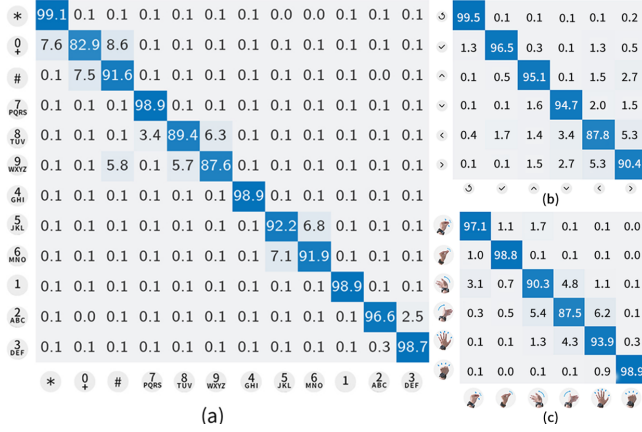 * 99.1 0.1 0.1 0.1 0.1 0.1 0.1 0.0 0.0 0.1 0.1 0.1
0 + 7.6 82.9 8.6 0.1 0.1 0.1 0.1 0.1 0.1 0.1 0.1 0.1
# 0.1 7.5 91.6 0.1 0.1 0.1 0.1 0.1 0.1 0.1 0.0 0.1
7 PQRS 0.1 0.1 0.1 98.9 0.1 0.1 0.1 0.1 0.1 0.1 0.1 0.1
8 TUV 0.1 0.1 0.1 3.4 89.4 6.3 0.1 0.1 0.1 0.1 0.1 0.1
9 WXYZ 0.1 0.1 5.8 0.1 5.7 87.6 0.1 0.1 0.1 0.1 0.1 0.1
4 GHI 0.1 0.1 0.1 0.1 0.1 0.1 98.9 0.1 0.1 0.1 0.1 0.1
5 JKL 0.1 0.1 0.1 0.1 0.1 0.1 0.1 92.2 6.8 0.1 0.1 0.1
6 MNO 0.1 0.1 0.1 0.1 0.1 0.1 0.1 7.1 91.9 0.1 0.1 0.1
1 0.1 0.1 0.1 0.1 0.1 0.1 0.1 0.1 0.1 98.9 0.1 0.1
2 ABC 0.1 0.0 0.1 0.1 0.1 0.1 0.1 0.1 0.1 0.1 96.6 2.5
3 DEF 0.1 0.1 0.1 0.1 0.1 0.1 0.1 0.1 0.1 0.1 0.3 98.7
* 0 # 7 8 9 4 5 6 1 2 3
+ PQRS TUV WXYZ GHI JKL MNO ABC DEF
(a)
99.5 0.1 0.1 0.1 0.1 0.2
1.3 96.5 0.3 0.1 1.3 0.5
0.1 0.5 95.1 0.1 1.5 2.7
0.1 0.1 1.6 94.7 2.0 1.5
0.4 1.7 1.4 3.4 87.8 5.3
0.1 0.1 1.5 2.7 5.3 90.4
(b)
97.1 1.1 1.7 0.1 0.1 0.0
1.0 98.8 0.1 0.1 0.1 0.0
3.1 0.7 90.3 4.8 1.1 0.1
0.3 0.5 5.4 87.5 6.2 0.1
0.1 0.1 1.3 4.3 93.9 0.3
0.1 0.0 0.1 0.1 0.9 98.9
(c)